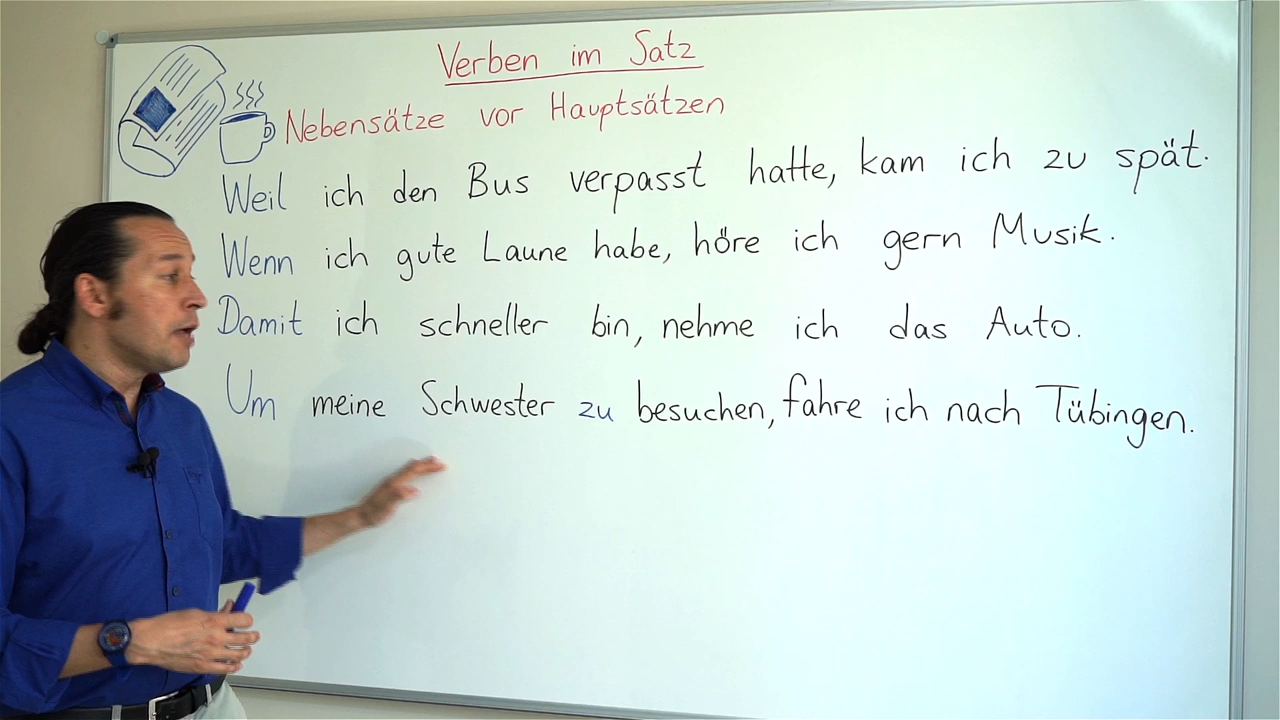 Verben im Satz
Nebensätze vor Hauptsätzen
Weil ich den Bus verpasst hatte, kam ich zu spät.
Wenn ich gute Laune habe, höre ich gern Musik.
Damit ich schneller bin, nehme ich das Auto.
Um meine Schwester zu besuchen, fahre ich nach Tübingen.